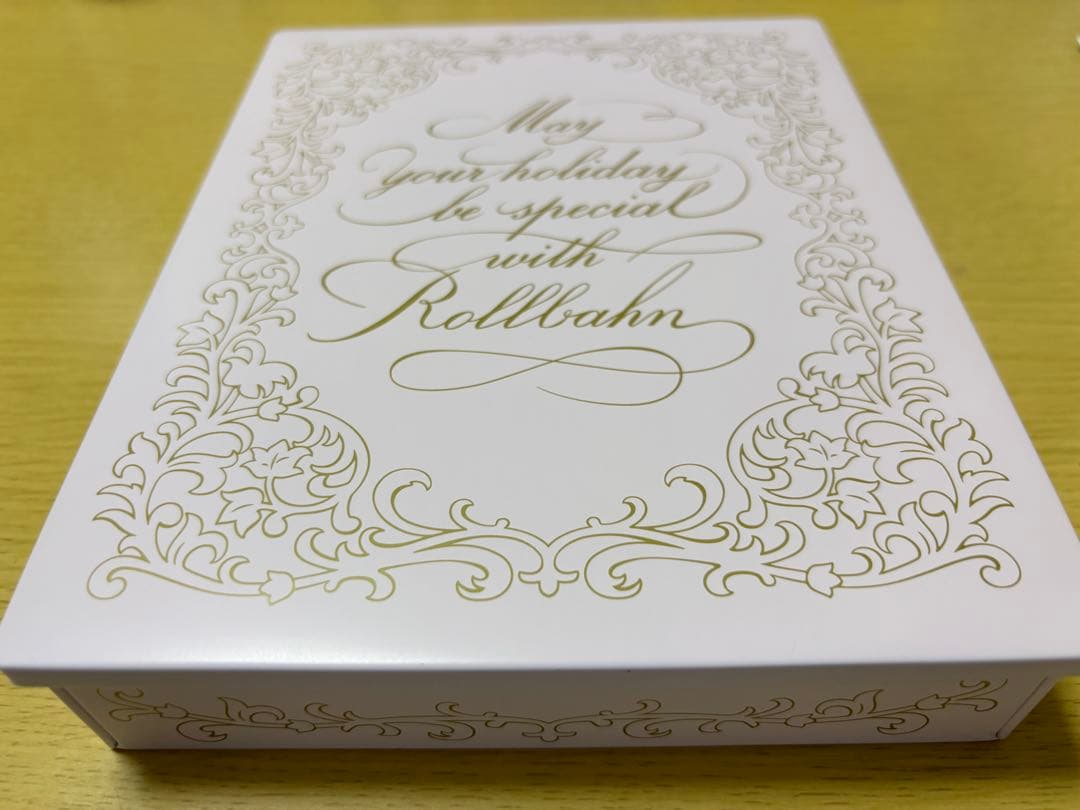 May
Your holiday
be special
with
Rollbahn